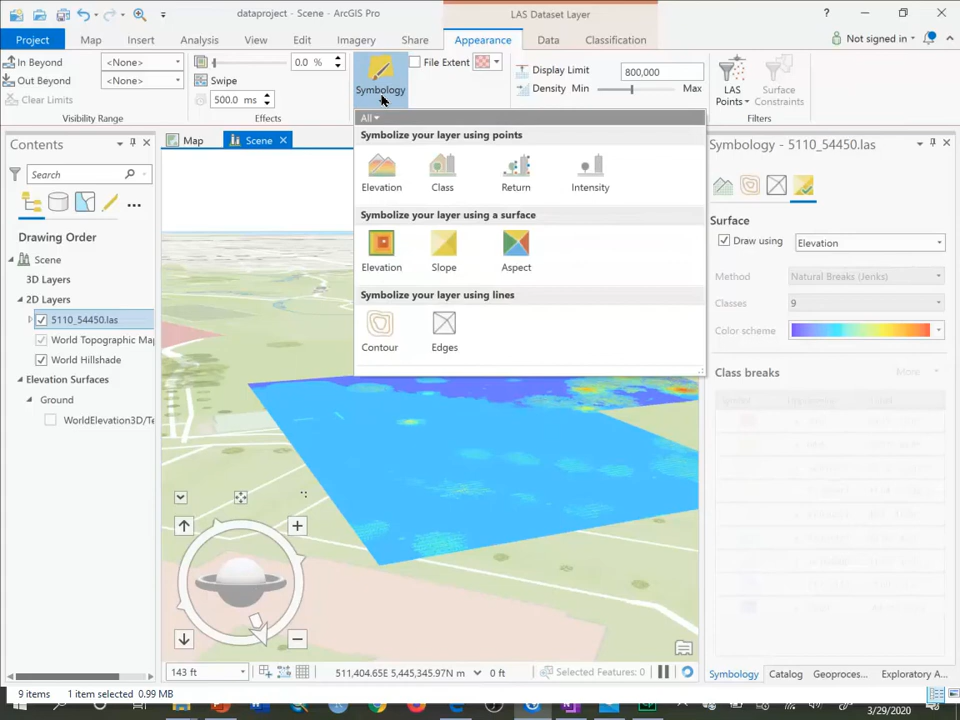 dataproject - Scene - ArcGIS Pro
LAS Dataset Layer
?
Project Map Insert Analysis View Edit Imagery Share Appearance Data Classification
Not signed in
In Beyond <None>
Out Beyond <None>
Clear Limits
Visibility Range
0.0 %
Swipe
500.0 ms
Effects
Symbology
File Extent
Display Limit 800,000
Density Min Max
LAS
Points
Surface
Constraints
Filters
All
Symbolize your layer using points
Elevation Class Return Intensity
Symbolize your layer using a surface
Elevation Slope Aspect
Symbolize your layer using lines
Contour Edges
Contents
Search
Drawing Order
Scene
3D Layers
2D Layers
5110_54450.las
World Topographic Ma
World Hillshade
Elevation Surfaces
Ground
WorldElevation3D/Te
Map Scene
Symbology - 5110_54450.las
Surface
Draw using Elevation
Method Natural Breaks (Jenks)
Classes 9
Color scheme
Class breaks More
143 ft
511,404.65E 5,445,345.97N m 0 ft
Selected Features: 0
Symbology Catalog Geoproces... Exploratory A...
9 items 1 item selected 0.99 MB
3/29/2020